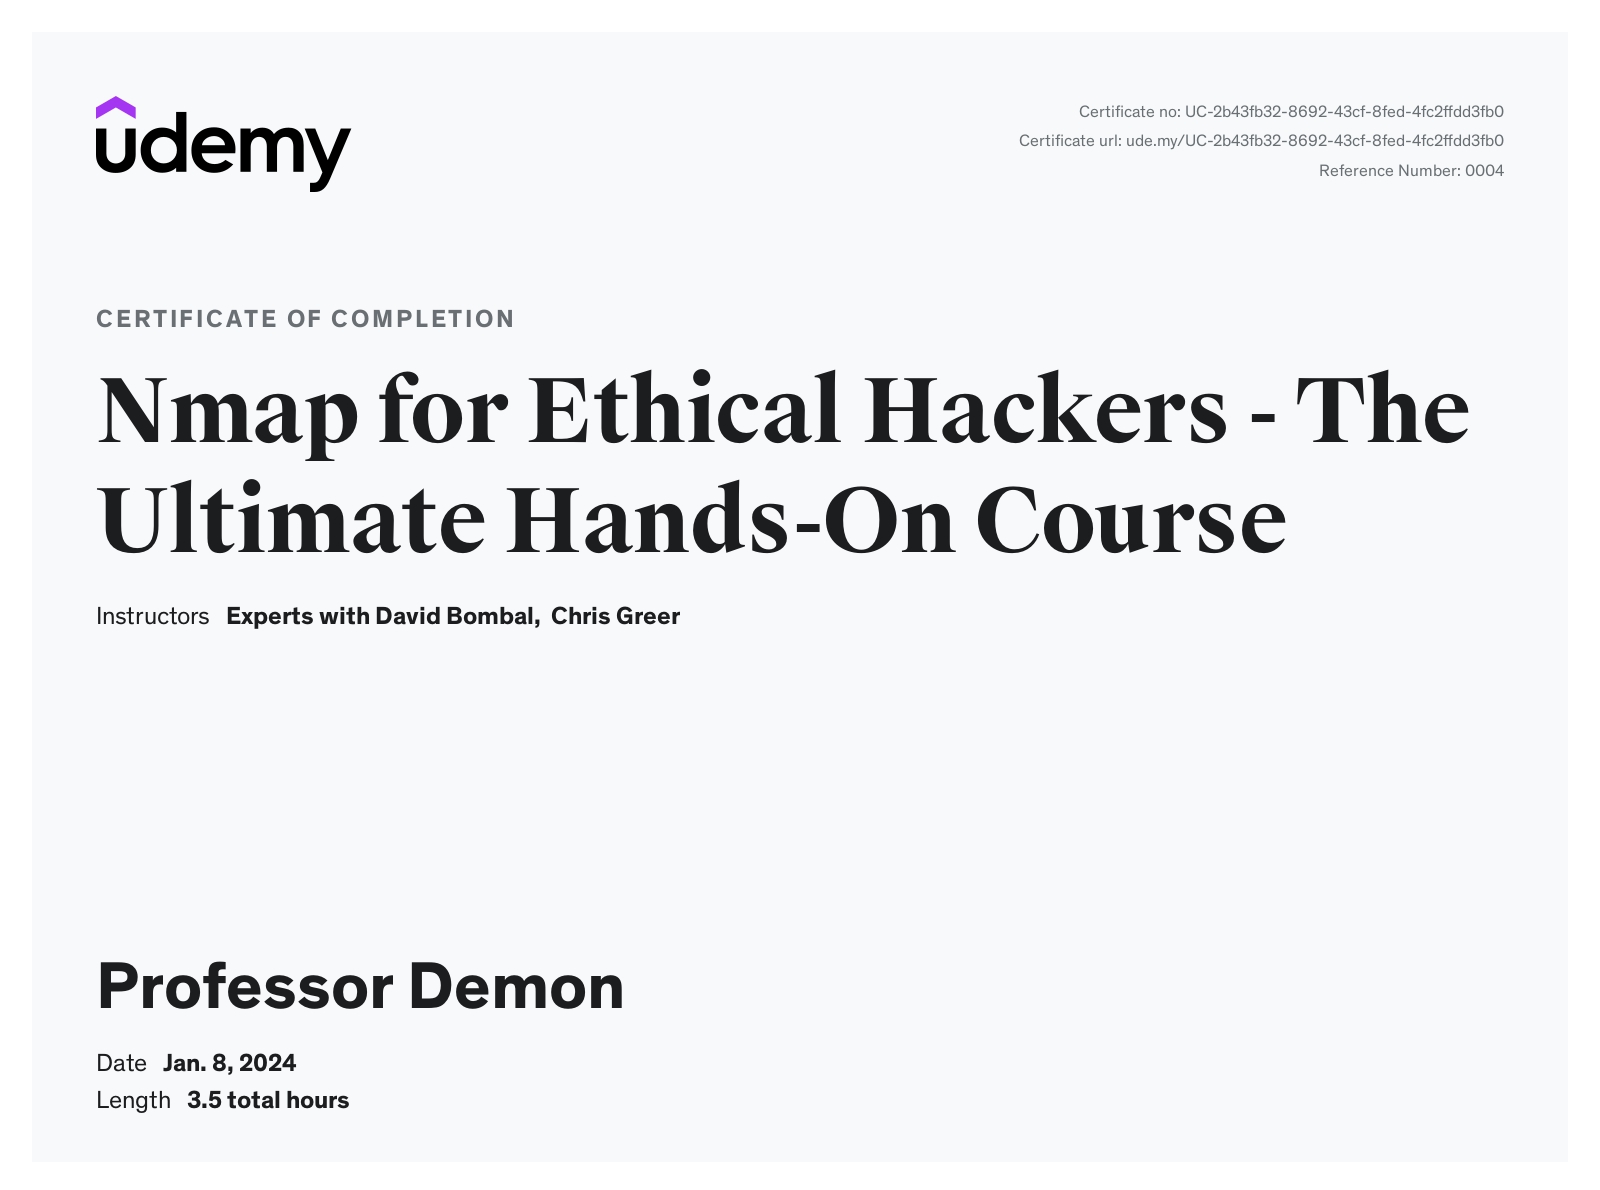 udemy
Certificate no: UC-2b43fb32-8692-43cf-8fed-4fc2ffdd3fb0
Certificate url: ude.my/UC-2b43fb32-8692-43cf-8fed-4fc2ffdd3fb0
Reference Number: 0004
CERTIFICATE OF COMPLETION
Nmap for Ethical Hackers - The
Ultimate Hands-On Course
Instructors Experts with David Bombal, Chris Greer
Professor Demon
Date Jan. 8, 2024
Length 3.5 total hours